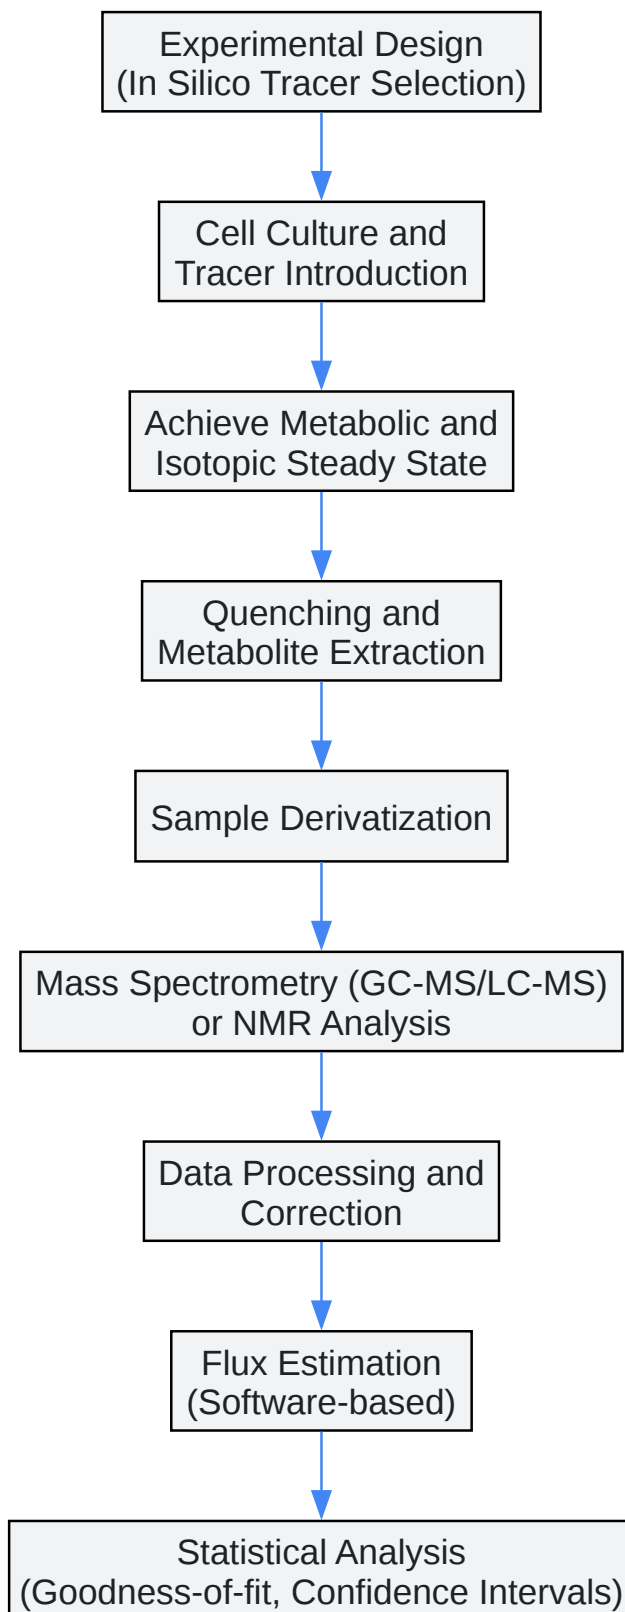 Experimental Design
(In Silico Tracer Selection)
Cell Culture and
Tracer Introduction
Achieve Metabolic and
Isotopic Steady State
Quenching and
Metabolite Extraction
Sample Derivatization
Mass Spectrometry (GC-MS/LC-MS)
or NMR Analysis
Data Processing and
Correction
Flux Estimation
(Software-based)
Statistical Analysis
(Goodness-of-fit, Confidence Intervals)